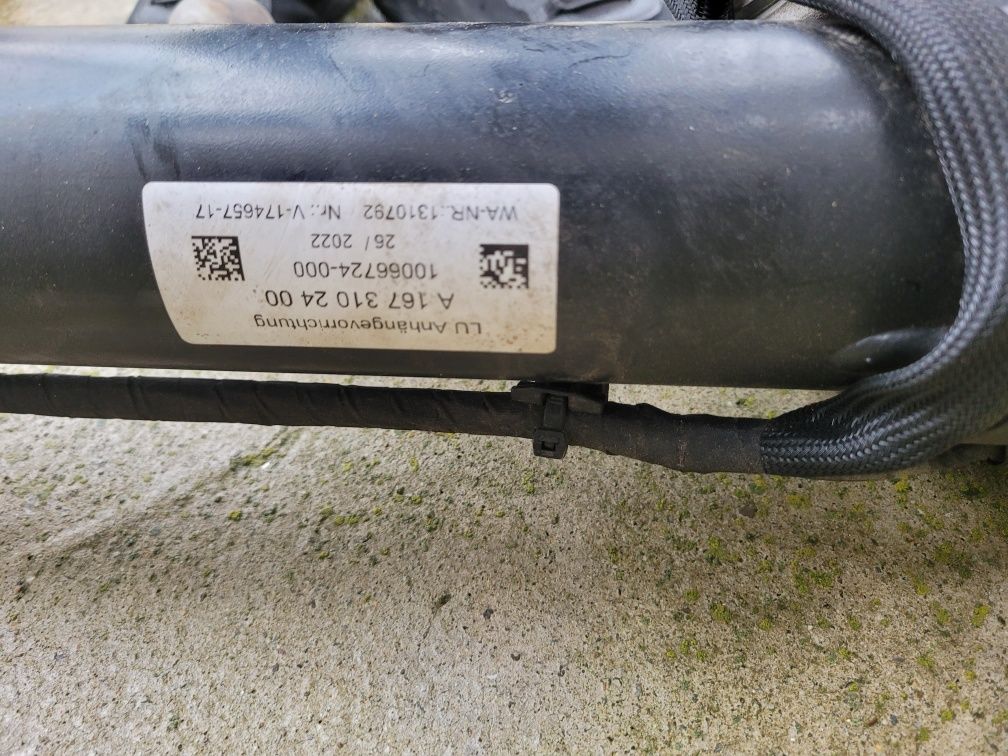 LU Anhängevorrichtung
A 167 310 24 00
10066724-000
26 / 2022
WA-NR.:1310792 Nr.: V-174657-17